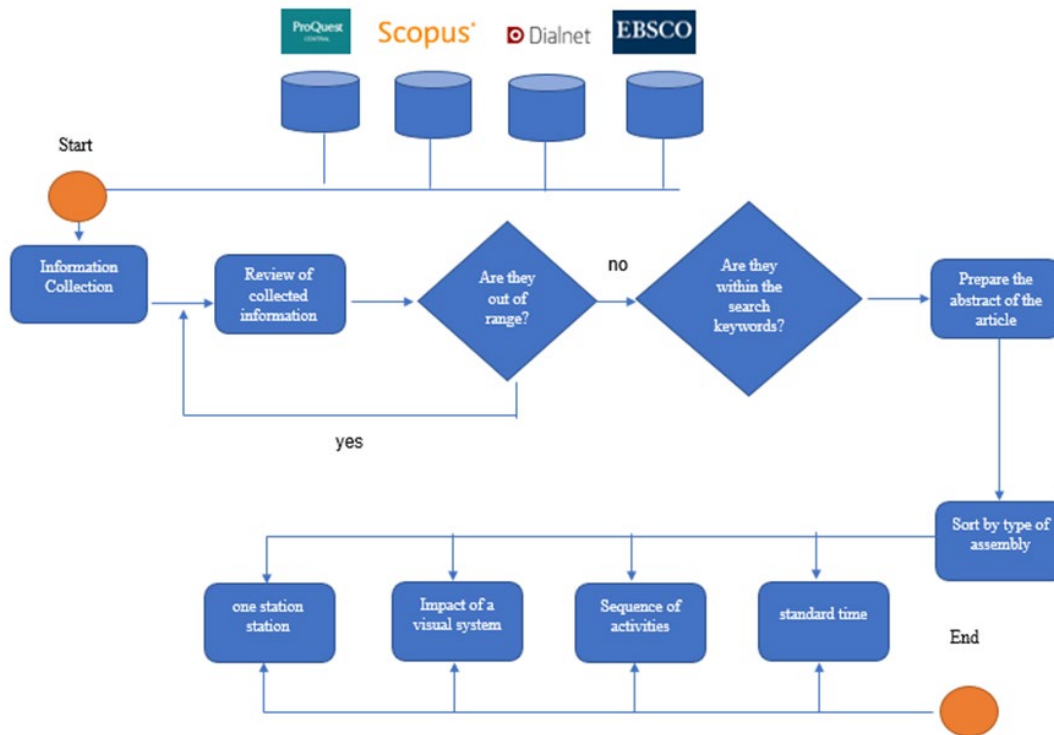 ProQuest
CENTRAL
Scopus
Dialnet
EBSCO
Start
Information
Collection
Review of
collected
information
Are they
out of
range?
no
Are they
within the
search
keywords?
Prepare the
abstract of the
article
yes
Sort by type of
assembly
one station
station
Impact of a
visual system
Sequence of
activities
standard time
End